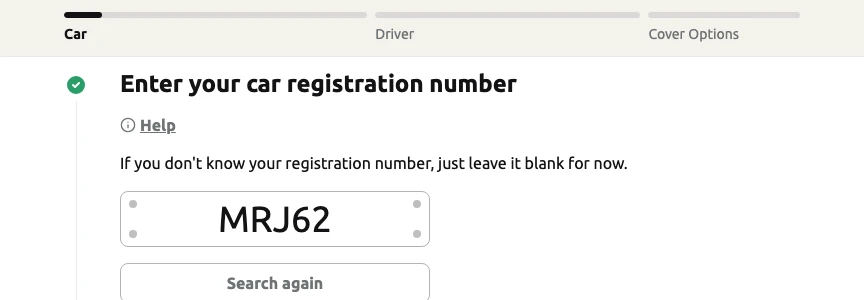 Car
Driver
Cover Options
Enter your car registration number
Help
If you don't know your registration number, just leave it blank for now.
MRJ62
Search again